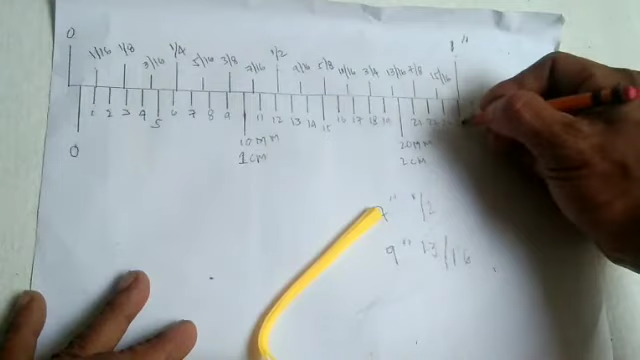 0 1/16 1/8 3/16 1/4 5/16 3/8 7/16 1/2 9/16 5/8 11/16 3/4 13/16 7/8 15/16 1"
0 1 2 3 4 5 6 7 8 9 11 12 13 14 15 16 17 18 19 21 22
10mm 20mm
1cm 2cm
1/2
9" 13/16